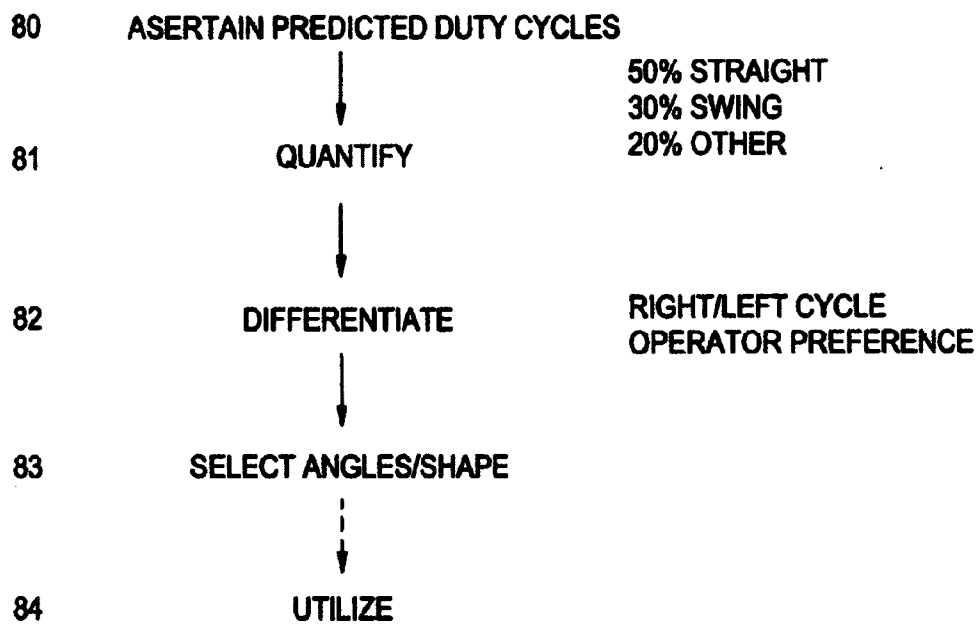 80 ASERTAIN PREDICTED DUTY CYCLES
50% STRAIGHT
30% SWING
20% OTHER
81 QUANTIFY
82 DIFFERENTIATE
RIGHT/LEFT CYCLE
OPERATOR PREFERENCE
83 SELECT ANGLES/SHAPE
84 UTILIZE